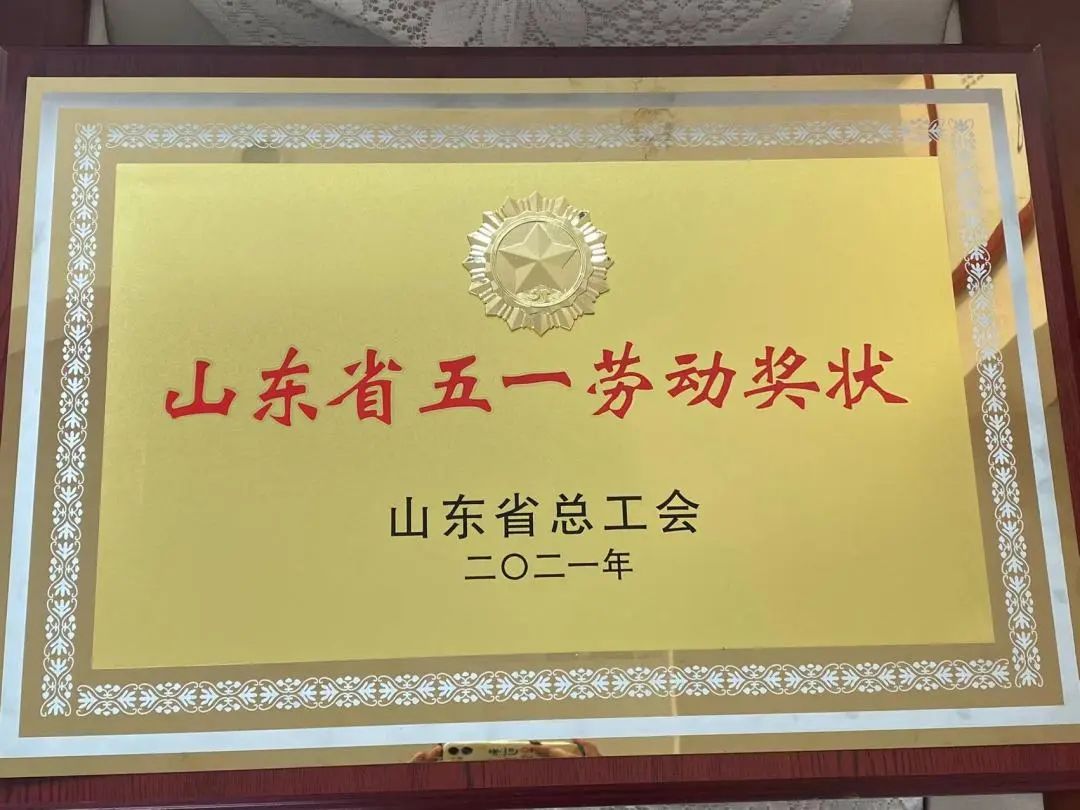 山东省五一劳动奖状
山东省总工会
二〇二一年